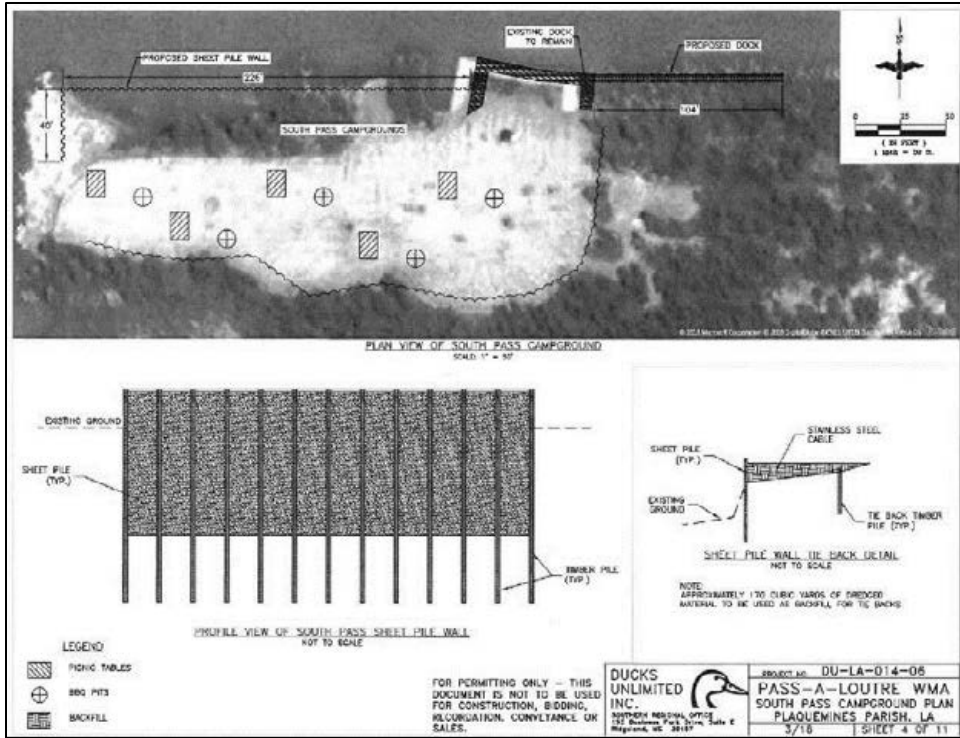 EXISTING DOCK
TO REMAIN
PROPOSED DOCK
PROPOSED SHEET PILE WALL
226'
104'
40'
SOUTH PASS CAMPGROUNDS
0 25 50
( IN FEET )
PLAN VIEW OF SOUTH PASS CAMPGROUND
SCALE: 1" = 50'
EXISTING GROUND
SHEET PILE
(TYP.)
TIMBER PILE
(TYP.)
PROFILE VIEW OF SOUTH PASS SHEET PILE WALL
NOT TO SCALE
STAINLESS STEEL
CABLE
SHEET PILE
(TYP.)
EXISTING
GROUND
TIE BACK TIMBER
PILE (TYP.)
SHEET PILE WALL TIE BACK DETAIL
NOT TO SCALE
NOTE:
APPROXIMATELY 170 CUBIC YARDS OF DREDGED
MATERIAL TO BE USED AS BACKFILL FOR TIE BACKS
LEGEND
PICNIC TABLES
BBQ PITS
BACKFILL
FOR PERMITTING ONLY – THIS
DOCUMENT IS NOT TO BE USED
FOR CONSTRUCTION, BIDDING,
RECORDATION, CONVEYANCE OR
SALES.
DUCKS
UNLIMITED
INC.
SOUTHERN REGIONAL OFFICE
PROJECT NO. DU-LA-014-06
PASS-A-LOUTRE WMA
SOUTH PASS CAMPGROUND PLAN
PLAQUEMINES PARISH, LA
SHEET 4 OF 11